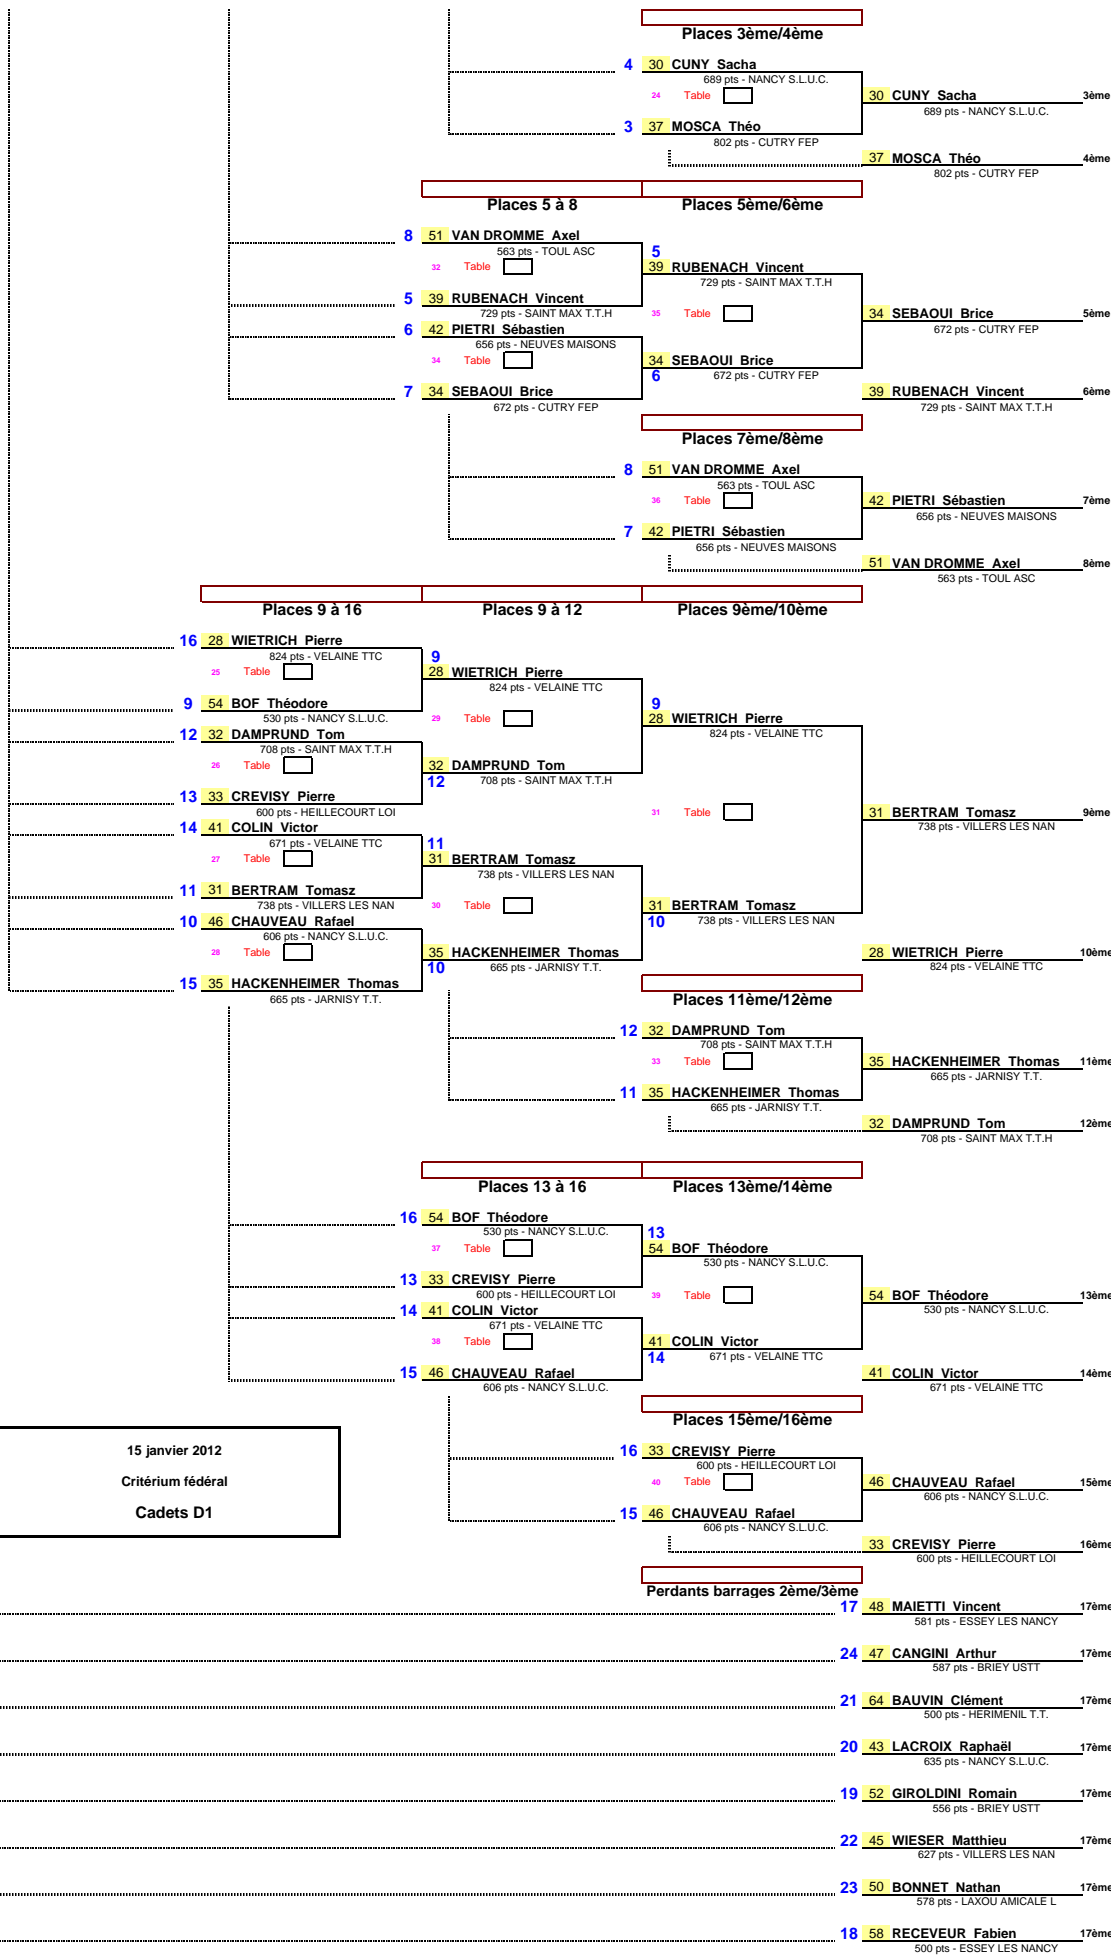 Places 3ème/4ème
4 30 CUNY Sacha
689 pts - NANCY S.L.U.C.
24 Table
30 CUNY Sacha 3ème
689 pts - NANCY S.L.U.C.
3 37 MOSCA Théo
802 pts - CUTRY FEP
37 MOSCA Théo 4ème
802 pts - CUTRY FEP
Places 5 à 8 Places 5ème/6ème
8 51 VAN DROMME Axel
563 pts - TOUL ASC
32 Table
5
39 RUBENACH Vincent
729 pts - SAINT MAX T.T.H
5 39 RUBENACH Vincent
729 pts - SAINT MAX T.T.H
35 Table
34 SEBAOUI Brice 5ème
672 pts - CUTRY FEP
6 42 PIETRI Sébastien
656 pts - NEUVES MAISONS
34 Table
34 SEBAOUI Brice
6 672 pts - CUTRY FEP
7 34 SEBAOUI Brice
672 pts - CUTRY FEP
39 RUBENACH Vincent 6ème
729 pts - SAINT MAX T.T.H
Places 7ème/8ème
8 51 VAN DROMME Axel
563 pts - TOUL ASC
36 Table
42 PIETRI Sébastien 7ème
656 pts - NEUVES MAISONS
7 42 PIETRI Sébastien
656 pts - NEUVES MAISONS
51 VAN DROMME Axel 8ème
563 pts - TOUL ASC
Places 9 à 16 Places 9 à 12 Places 9ème/10ème
16 28 WIETRICH Pierre
824 pts - VELAINE TTC
25 Table
9
28 WIETRICH Pierre
824 pts - VELAINE TTC
9 54 BOF Théodore
530 pts - NANCY S.L.U.C.
29 Table
9
28 WIETRICH Pierre
824 pts - VELAINE TTC
12 32 DAMPRUND Tom
708 pts - SAINT MAX T.T.H
26 Table
32 DAMPRUND Tom
12 708 pts - SAINT MAX T.T.H
13 33 CREVISY Pierre
600 pts - HEILLECOURT LOI
31 Table
31 BERTRAM Tomasz 9ème
738 pts - VILLERS LES NAN
14 41 COLIN Victor
671 pts - VELAINE TTC
27 Table
11
31 BERTRAM Tomasz
738 pts - VILLERS LES NAN
11 31 BERTRAM Tomasz
738 pts - VILLERS LES NAN
30 Table
31 BERTRAM Tomasz
10 738 pts - VILLERS LES NAN
10 46 CHAUVEAU Rafael
606 pts - NANCY S.L.U.C.
28 Table
35 HACKENHEIMER Thomas
10 665 pts - JARNISY T.T.
28 WIETRICH Pierre 10ème
824 pts - VELAINE TTC
15 35 HACKENHEIMER Thomas
665 pts - JARNISY T.T.
Places 11ème/12ème
12 32 DAMPRUND Tom
708 pts - SAINT MAX T.T.H
33 Table
35 HACKENHEIMER Thomas 11ème
665 pts - JARNISY T.T.
11 35 HACKENHEIMER Thomas
665 pts - JARNISY T.T.
32 DAMPRUND Tom 12ème
708 pts - SAINT MAX T.T.H
Places 13 à 16 Places 13ème/14ème
16 54 BOF Théodore
530 pts - NANCY S.L.U.C.
37 Table
13
54 BOF Théodore
530 pts - NANCY S.L.U.C.
13 33 CREVISY Pierre
600 pts - HEILLECOURT LOI
39 Table
54 BOF Théodore 13ème
530 pts - NANCY S.L.U.C.
14 41 COLIN Victor
671 pts - VELAINE TTC
38 Table
41 COLIN Victor
14 671 pts - VELAINE TTC
15 46 CHAUVEAU Rafael
606 pts - NANCY S.L.U.C.
41 COLIN Victor 14ème
671 pts - VELAINE TTC
Places 15ème/16ème
16 33 CREVISY Pierre
600 pts - HEILLECOURT LOI
40 Table
46 CHAUVEAU Rafael 15ème
606 pts - NANCY S.L.U.C.
15 46 CHAUVEAU Rafael
606 pts - NANCY S.L.U.C.
33 CREVISY Pierre 16ème
600 pts - HEILLECOURT LOI
15 janvier 2012
Critérium fédéral
Cadets D1
Perdants barrages 2ème/3ème
17 48 MAIETTI Vincent 17ème
581 pts - ESSEY LES NANCY
24 47 CANGINI Arthur 17ème
587 pts - BRIEY USTT
21 64 BAUVIN Clément 17ème
500 pts - HERIMENIL T.T.
20 43 LACROIX Raphaël 17ème
635 pts - NANCY S.L.U.C.
19 52 GIROLDINI Romain 17ème
556 pts - BRIEY USTT
22 45 WIESER Matthieu 17ème
627 pts - VILLERS LES NAN
23 50 BONNET Nathan 17ème
578 pts - LAXOU AMICALE L
18 58 RECEVEUR Fabien 17ème
500 pts - ESSEY LES NANCY